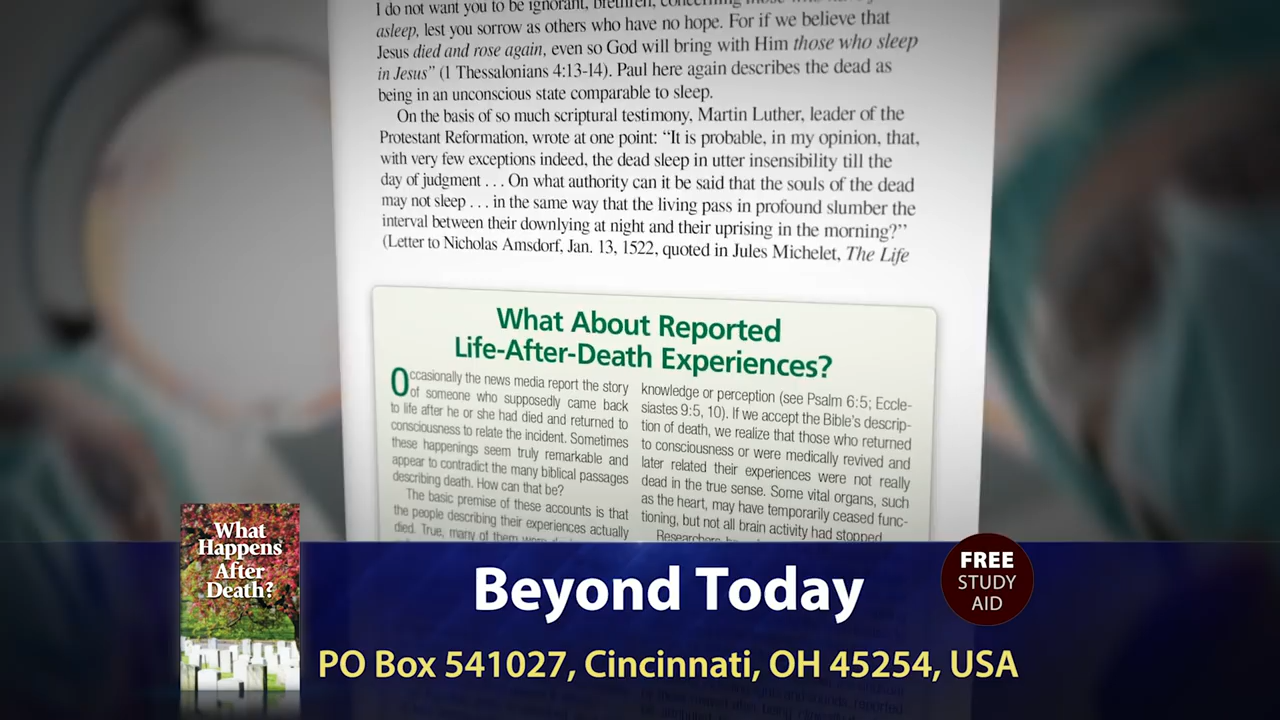 I do not want you to be ignorant, brethren, concerning those who have
asleep, lest you sorrow as others who have no hope. For if we believe that
Jesus died and rose again, even so God will bring with Him those who sleep
in Jesus” (1 Thessalonians 4:13-14). Paul here again describes the dead as
being in an unconscious state comparable to sleep.
On the basis of so much scriptural testimony, Martin Luther, leader of the
Protestant Reformation, wrote at one point: “It is probable, in my opinion, that,
with very few exceptions indeed, the dead sleep in utter insensibility till the
day of judgment . . . On what authority can it be said that the souls of the dead
may not sleep . . . in the same way that the living pass in profound slumber the
interval between their downlying at night and their uprising in the morning?”
(Letter to Nicholas Amsdorf, Jan. 13, 1522, quoted in Jules Michelet, The Life
What About Reported
Life-After-Death Experiences?
Occasionally the news media report the story
of someone who supposedly came back
to life after he or she had died and returned to
consciousness to relate the incident. Sometimes
these happenings seem truly remarkable and
appear to contradict the many biblical passages
describing death. How can that be?
The basic premise of these accounts is that
the people describing their experiences actually
died. True, many of them were
knowledge or perception (see Psalm 6:5; Eccle-
siastes 9:5, 10). If we accept the Bible’s descrip-
tion of death, we realize that those who returned
to consciousness or were medically revived and
later related their experiences were not really
dead in the true sense. Some vital organs, such
as the heart, may have temporarily ceased func-
tioning, but not all brain activity had stopped.
Researchers
What
Happens
After
Death?
Beyond Today
FREE
STUDY
AID
PO Box 541027, Cincinnati, OH 45254, USA